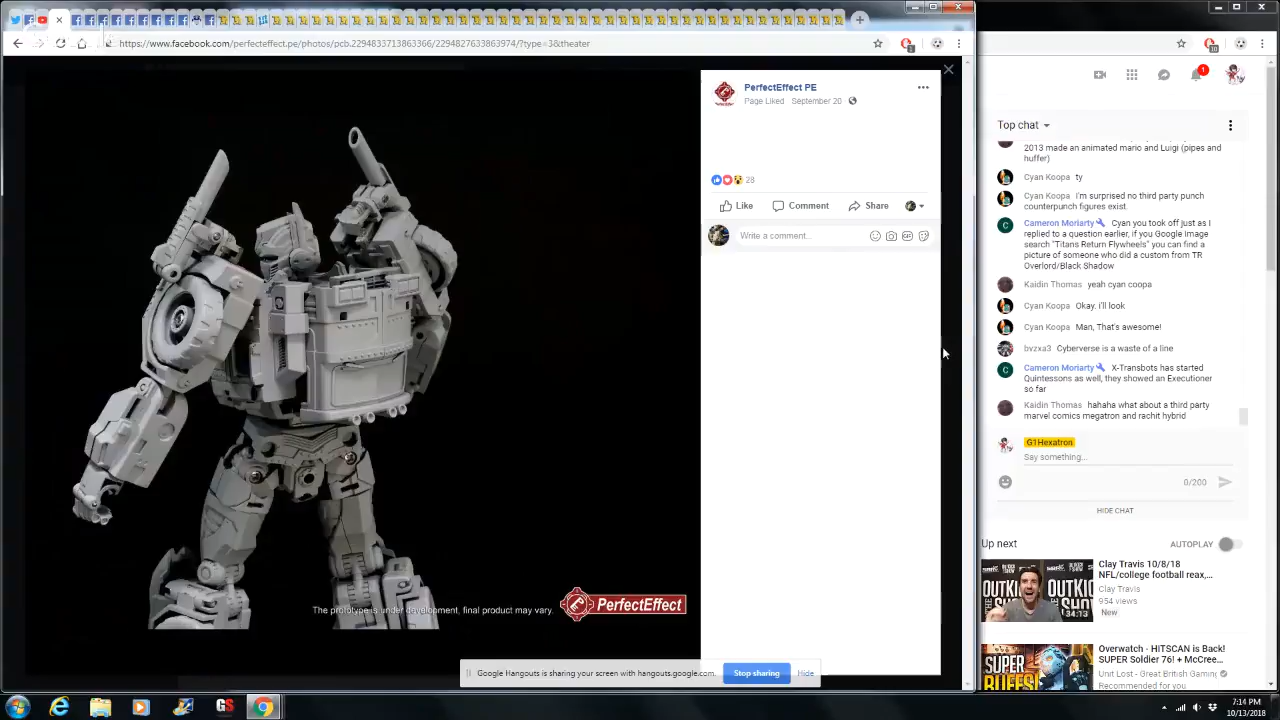 https://www.facebook.com/perfecteffect.pe/photos/pcb.2294833713863366/2294827633863974/?type=3&theater
PerfectEffect PE
Page Liked September 20
28
Like Comment Share
Write a comment...
The prototype is under development, final product may vary.
PerfectEffect
Google Hangouts is sharing your screen with hangouts.google.com.
Stop sharing
Hide
1
Top chat
2013 made an animated mario and Luigi (pipes and
huffer)
Cyan Koopa ty
Cyan Koopa I'm surprised no third party punch
counterpunch figures exist.
Cameron Moriarty Cyan you took off just as I
replied to a question earlier, if you Google image
search "Titans Return Flywheels" you can find a
picture of someone who did a custom from TR
Overlord/Black Shadow
Kaidin Thomas yeah cyan coopa
Cyan Koopa Okay. i'll look
Cyan Koopa Man, That's awesome!
bvzxa3 Cyberverse is a waste of a line
Cameron Moriarty X-Transbots has started
Quintessons as well, they showed an Executioner
so far
Kaidin Thomas hahaha what about a third party
marvel comics megatron and rachit hybrid
G1Hexatron
Say something...
0/200
HIDE CHAT
Up next
AUTOPLAY
Clay Travis 10/8/18
NFL/college football reax,...
Clay Travis
954 views
New
OUTKI
THE SHO
34:13
Overwatch - HITSCAN is Back!
SUPER Soldier 76! + McCree...
Unit Lost - Great British Gaming
Recommended for you
SUPER
BUFFS!
7:14 PM
10/13/2018